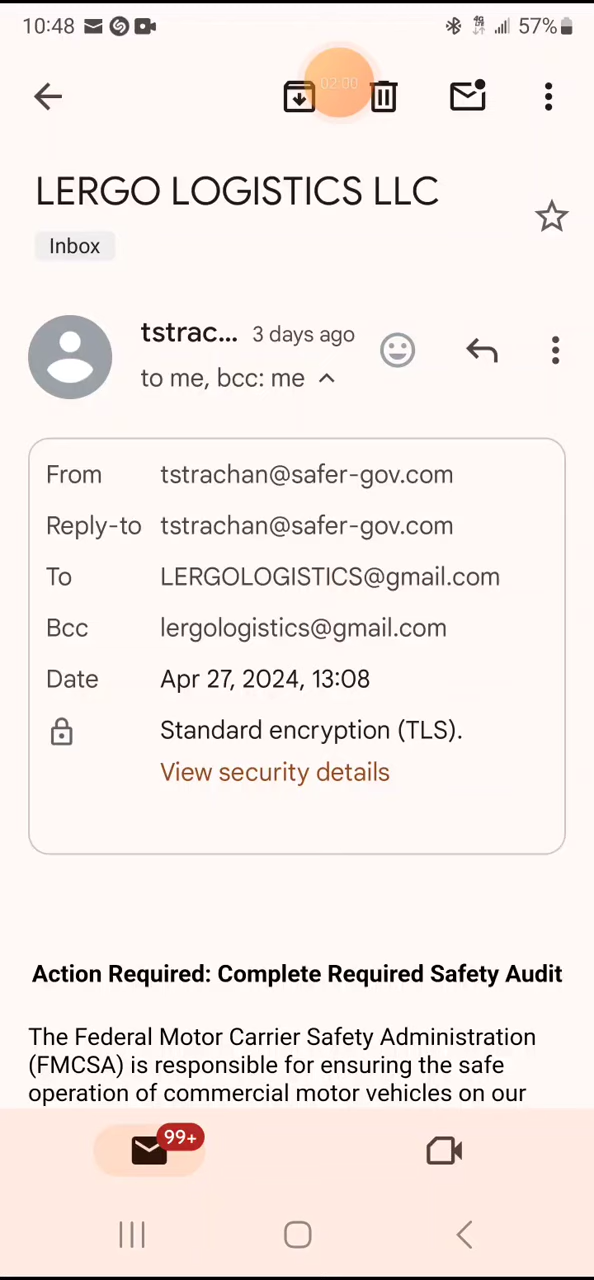 10:48 57%
02:00
LERGO LOGISTICS LLC
Inbox
tstrac... 3 days ago
to me, bcc: me
From tstrachan@safer-gov.com
Reply-to tstrachan@safer-gov.com
To LERGOLOGISTICS@gmail.com
Bcc lergologistics@gmail.com
Date Apr 27, 2024, 13:08
Standard encryption (TLS).
View security details
Action Required: Complete Required Safety Audit
The Federal Motor Carrier Safety Administration
(FMCSA) is responsible for ensuring the safe
operation of commercial motor vehicles on our
99+